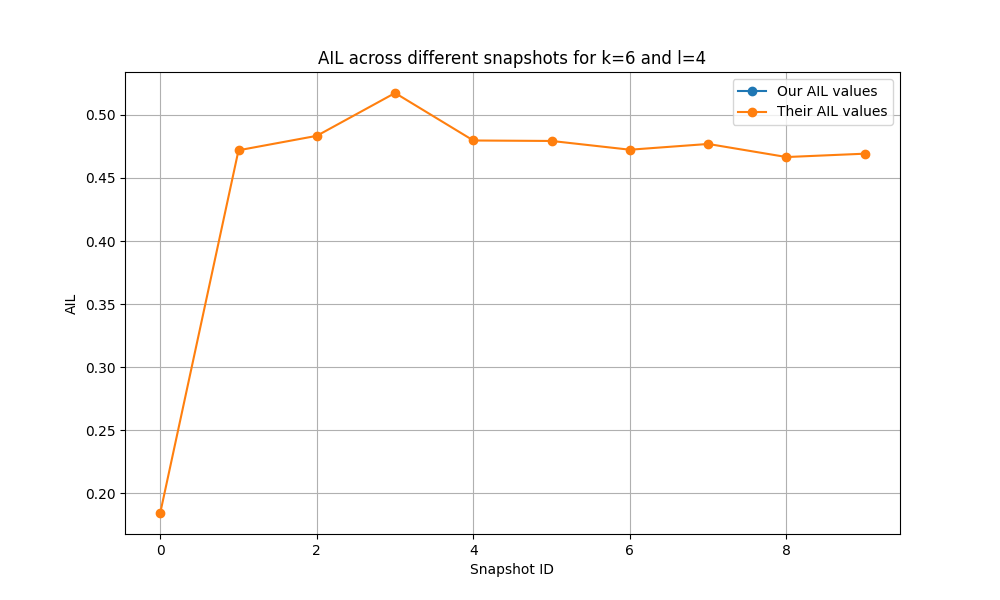 AIL across different snapshots for k=6 and l=4
Our AIL values
Their AIL values
0.50
0.45
0.40
0.35
0.30
0.25
0.20
AIL
0 2 4 6 8
Snapshot ID